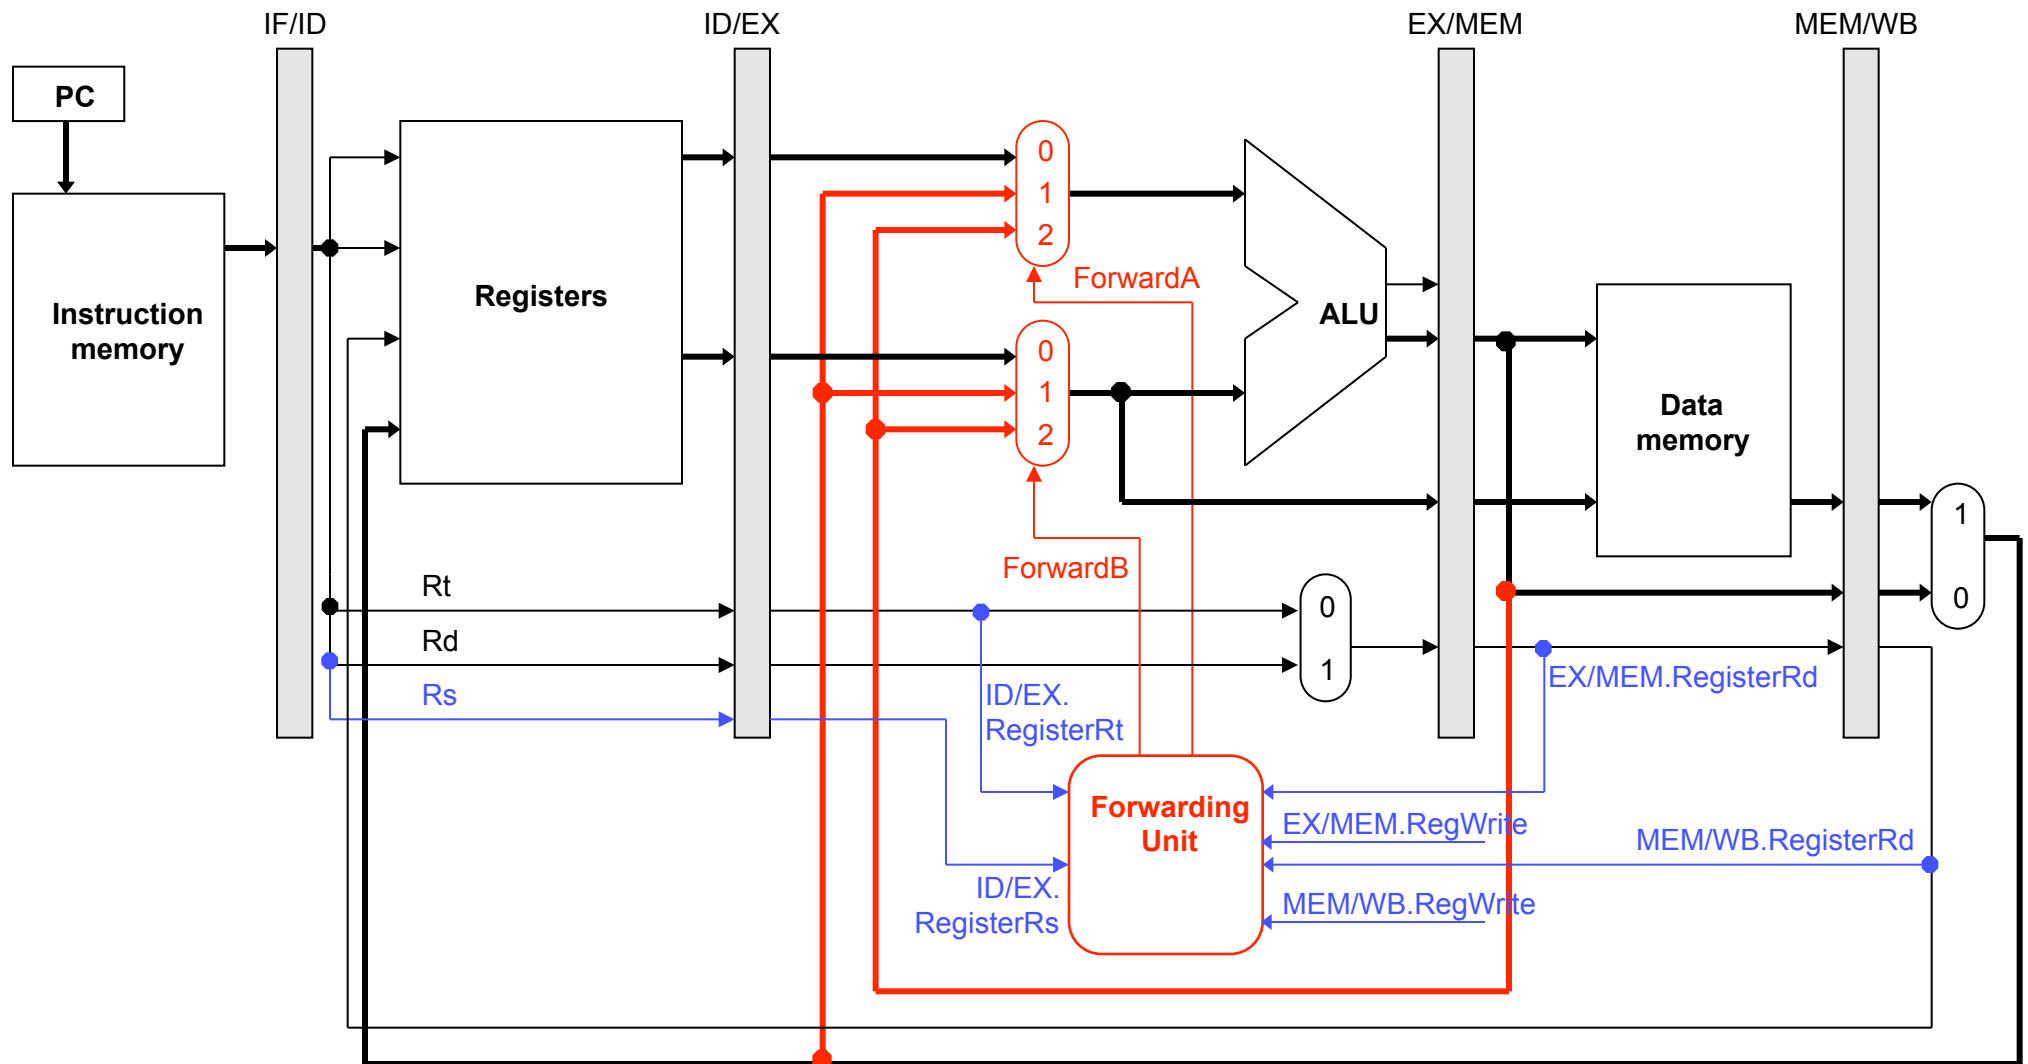 IF/ID
ID/EX
EX/MEM
MEM/WB
PC
Instruction
memory
Registers
0
1
2
ForwardA
0
1
2
ForwardB
ALU
Data
memory
1
0
Rt
Rd
Rs
0
1
ID/EX.
RegisterRt
EX/MEM.RegisterRd
Forwarding
Unit
EX/MEM.RegWrite
MEM/WB.RegisterRd
ID/EX.
RegisterRs
MEM/WB.RegWrite